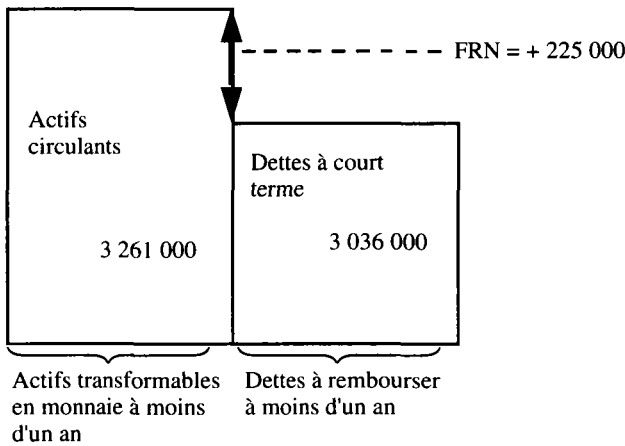 FRN = + 225 000
Actifs
circulants
Dettes à court
terme
3 261 000
3 036 000
Actifs transformables
en monnaie à moins
d'un an
Dettes à rembourser
à moins d'un an